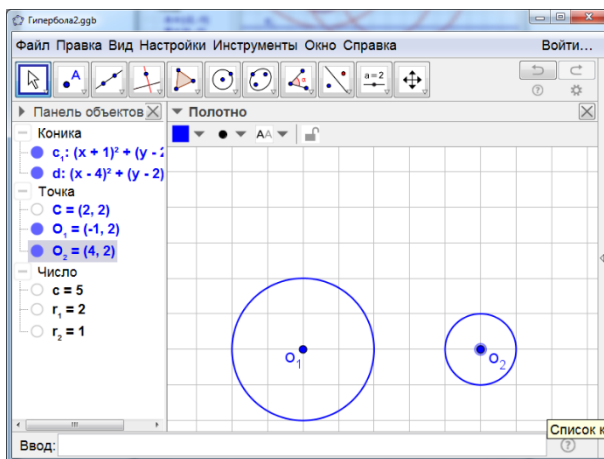 Гипербола2.ggb
Файл Правка Вид Настройки Инструменты Окно Справка Войти...
A
α
a=2
Панель объектов
Полотно
AA
Коника
c₁: (x + 1)² + (y - 2
d: (x - 4)² + (y - 2)
Точка
C = (2, 2)
O₁ = (-1, 2)
O₂ = (4, 2)
Число
c = 5
r₁ = 2
r₂ = 1
O₁
O₂
Список к
Ввод: